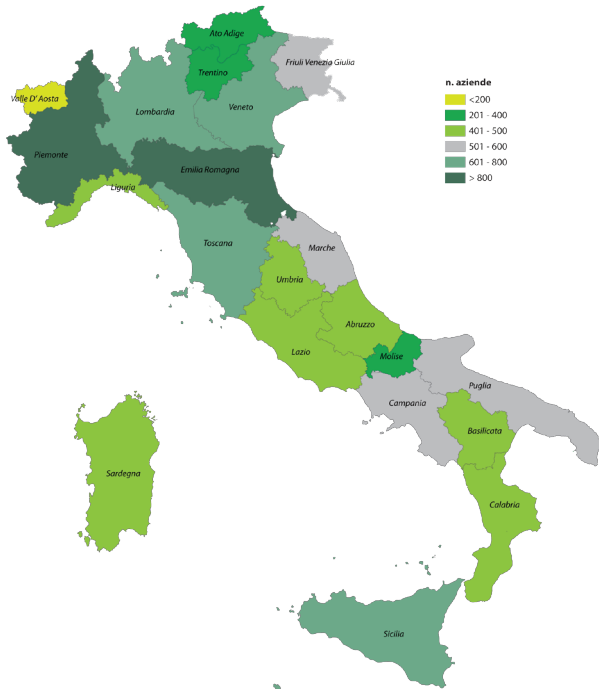 Ato Adige
Friuli Venezia Giulia
Trentino
n. aziende
<200
201 - 400
401 - 500
501 - 600
601 - 800
> 800
Valle D' Aosta
Lombardia
Veneto
Piemonte
Emilia Romagna
Liguria
Toscana
Marche
Umbria
Abruzzo
Lazio
Molise
Puglia
Campania
Basilicata
Sardegna
Calabria
Sicilia